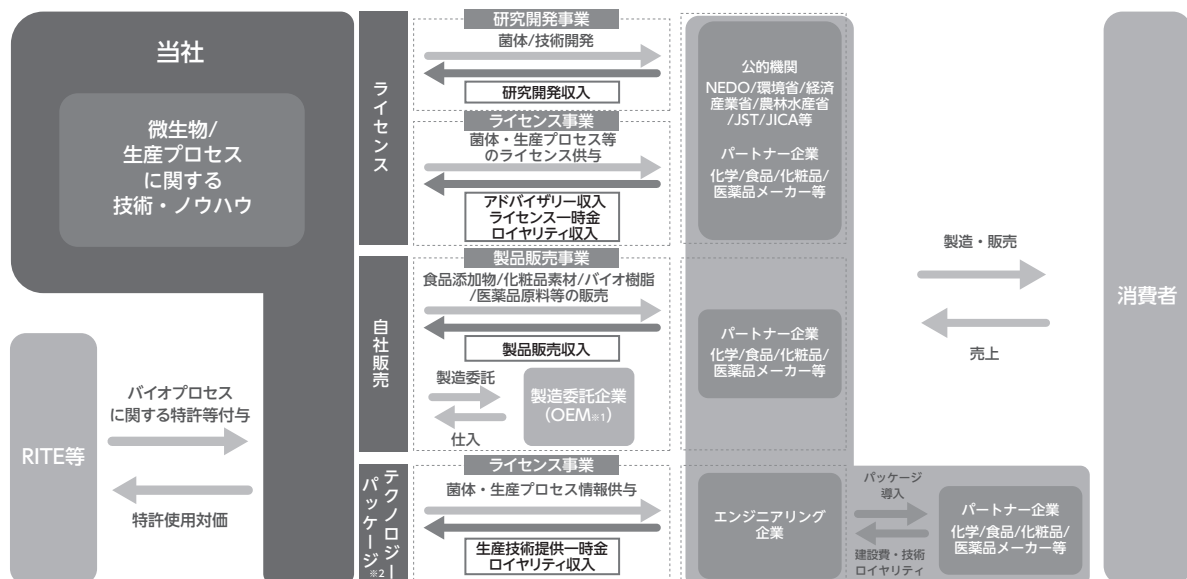 当社
微生物/
生産プロセス
に関する
技術・ノウハウ
RITE等
バイオプロセス
に関する特許等付与
特許使用対価
ライセンス
研究開発事業
菌体/技術開発
研究開発収入
ライセンス事業
菌体・生産プロセス等
のライセンス供与
アドバイザリー収入
ライセンス一時金
ロイヤリティ収入
公的機関
NEDO/環境省/経済
産業省/農林水産省
/JST/JICA等
パートナー企業
化学/食品/化粧品/
医薬品メーカー等
自社販売
製品販売事業
食品添加物/化粧品素材/バイオ樹脂
/医薬品原料等の販売
製品販売収入
製造委託
仕入
製造委託企業
(OEM※1)
パートナー企業
化学/食品/化粧品/
医薬品メーカー等
テクノロジー
パッケージ※2
ライセンス事業
菌体・生産プロセス情報供与
生産技術提供一時金
ロイヤリティ収入
エンジニアリング
企業
パッケージ
導入
建設費・技術
ロイヤリティ
パートナー企業
化学/食品/化粧品/
医薬品メーカー等
製造・販売
売上
消費者